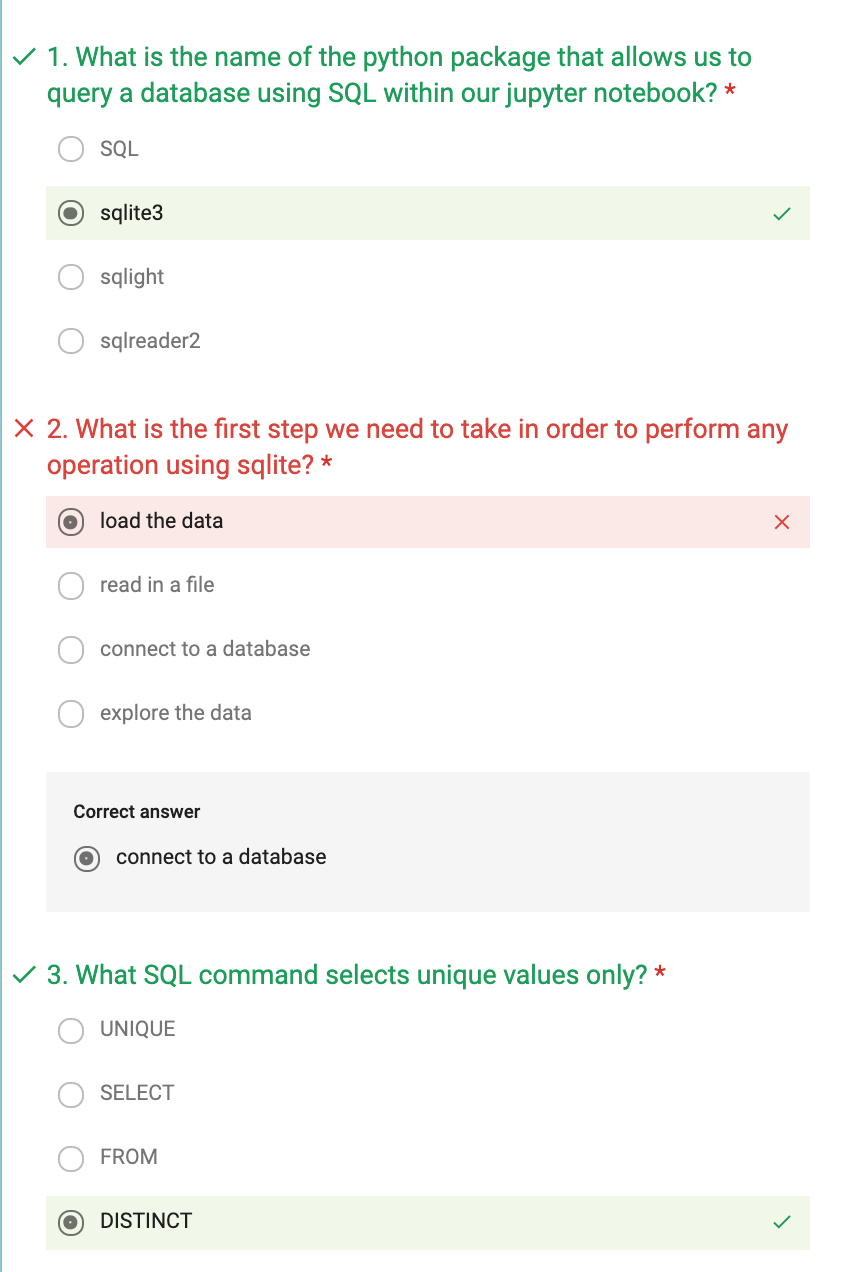 1. What is the name of the python package that allows us to
query a database using SQL within our jupyter notebook? *
SQL
sqlite3
sqlight
sqlreader2
2. What is the first step we need to take in order to perform any
operation using sqlite? *
load the data
read in a file
connect to a database
explore the data
Correct answer
connect to a database
3. What SQL command selects unique values only? *
UNIQUE
SELECT
FROM
DISTINCT